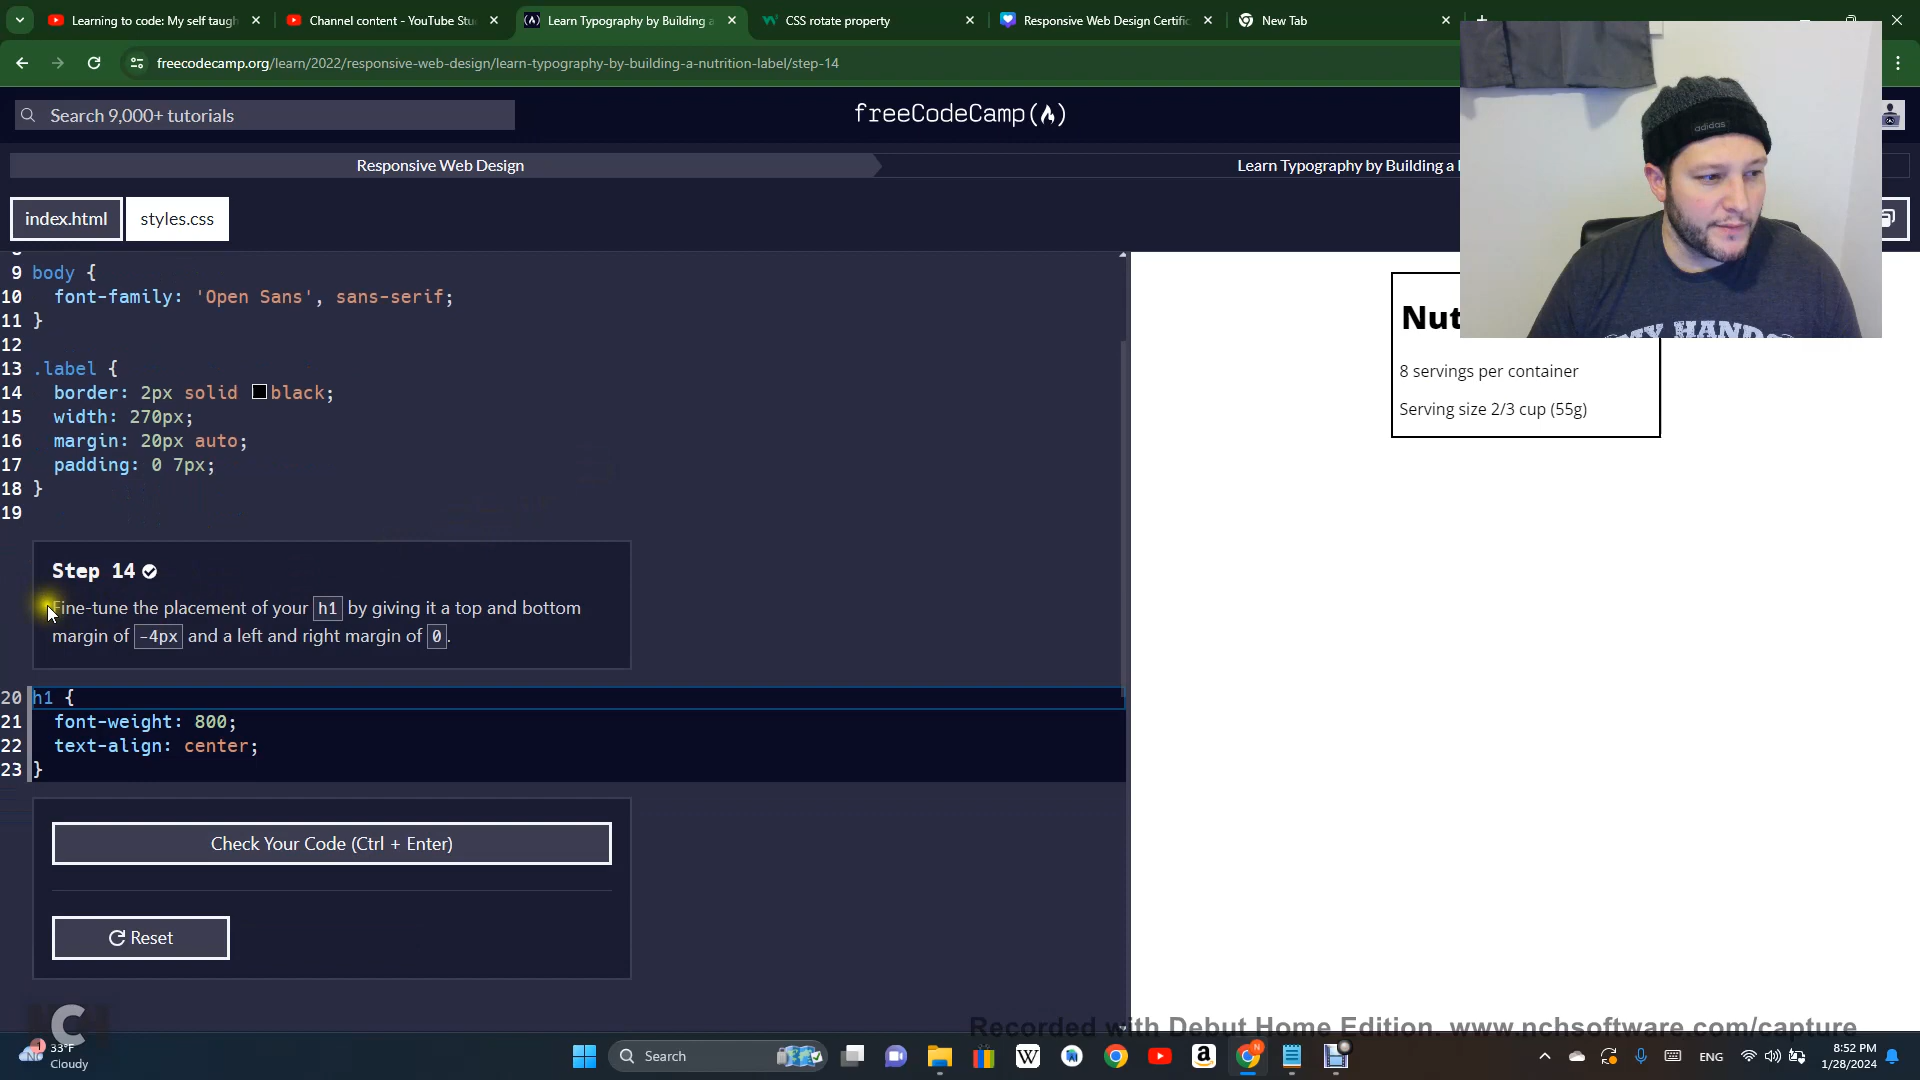 Learning to code: My self taugh
Channel content - YouTube Stu
Learn Typography by Building a
CSS rotate property
Responsive Web Design Certific
New Tab
freecodecamp.org/learn/2022/responsive-web-design/learn-typography-by-building-a-nutrition-label/step-14
Search 9,000+ tutorials
freeCodeCamp
Responsive Web Design
Learn Typography by Building a
index.html
styles.css
9 body {
10 font-family: 'Open Sans', sans-serif;
11 }
12
13 .label {
14 border: 2px solid black;
15 width: 270px;
16 margin: 20px auto;
17 padding: 0 7px;
18 }
19
Step 14
Fine-tune the placement of your h1 by giving it a top and bottom
margin of -4px and a left and right margin of 0.
20 h1 {
21 font-weight: 800;
22 text-align: center;
23 }
Check Your Code (Ctrl + Enter)
Reset
Nut
8 servings per container
Serving size 2/3 cup (55g)
adidas
MY HANDS
Recorded with Debut Home Edition. www.nchsoftware.com/capture
33°F
Cloudy
Search
ENG
8:52 PM
1/28/2024